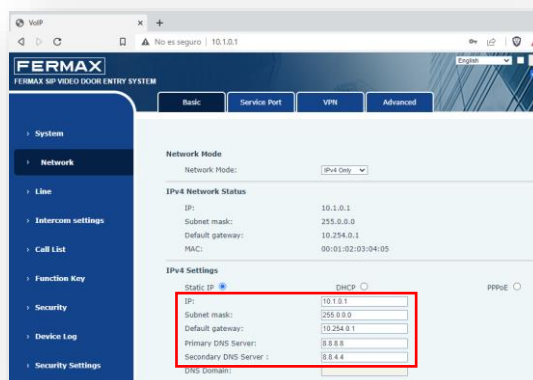 VoIP
No es seguro | 10.1.0.1
FERMAX
FERMAX SIP VIDEO DOOR ENTRY SYSTEM
English
Basic
Service Port
VPN
Advanced
› System
› Network
› Line
› Intercom settings
› Call List
› Function Key
› Security
› Device Log
› Security Settings
Network Mode
Network Mode: IPv4 Only
IPv4 Network Status
IP: 10.1.0.1
Subnet mask: 255.0.0.0
Default gateway: 10.254.0.1
MAC: 00:01:02:03:04:05
IPv4 Settings
Static IP DHCP PPPoE
IP: 10.1.0.1
Subnet mask: 255.0.0.0
Default gateway: 10.254.0.1
Primary DNS Server: 8.8.8.8
Secondary DNS Server : 8.8.4.4
DNS Domain: